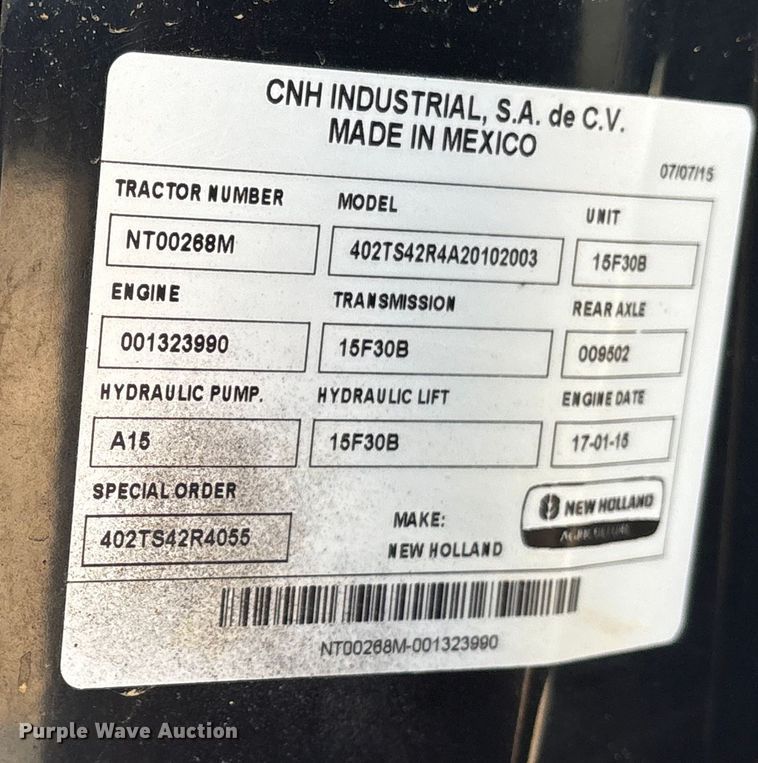 CNH INDUSTRIAL, S.A. de C.V.
MADE IN MEXICO
07/07/15
TRACTOR NUMBER MODEL UNIT
NT00268M 402TS42R4A20102003 15F30B
ENGINE TRANSMISSION REAR AXLE
001323990 15F30B 009502
HYDRAULIC PUMP. HYDRAULIC LIFT ENGINE DATE
A15 15F30B 17-01-15
SPECIAL ORDER
402TS42R4055
MAKE:
NEW HOLLAND
NEW HOLLAND
AGRICULTURE
NT00268M-001323990
Purple Wave Auction